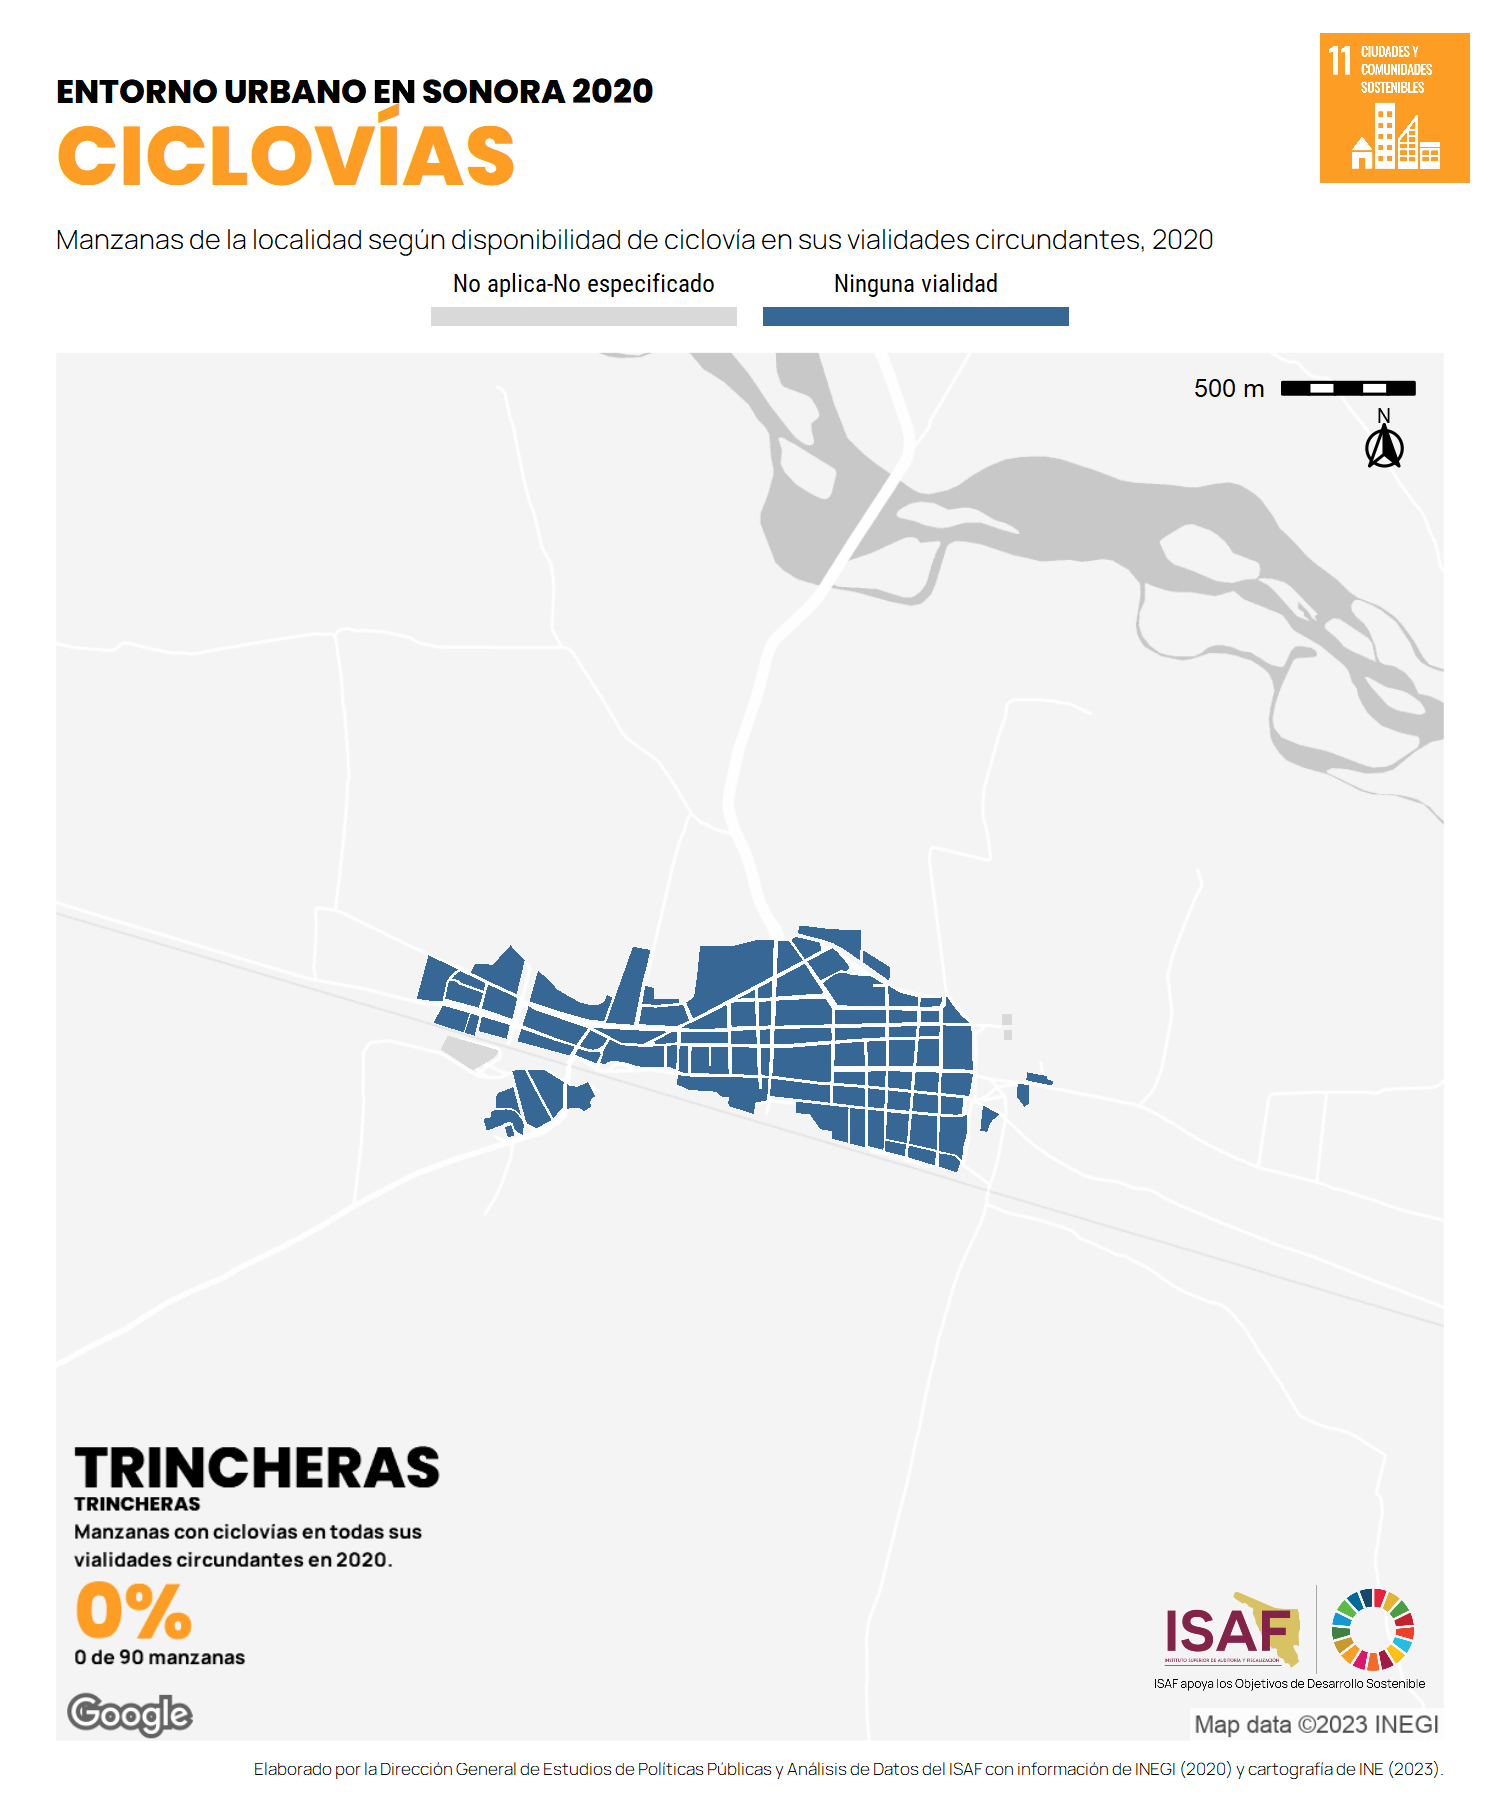 ENTORNO URBANO EN SONORA 2020
CICLOVÍAS
11 CIUDADES Y
COMUNIDADES
SOSTENIBLES
Manzanas de la localidad según disponibilidad de ciclovía en sus vialidades circundantes, 2020
No aplica-No especificado
Ninguna vialidad
500 m
N
TRINCHERAS
TRINCHERAS
Manzanas con ciclovias en todas sus
vialidades circundantes en 2020.
0%
0 de 90 manzanas
Google
ISAF
INSTITUTO SUPERIOR DE AUDITORÍA Y FISCALIZACIÓN
ISAF apoya los Objetivos de Desarrollo Sostenible
Map data ©2023 INEGI
Elaborado por la Dirección General de Estudios de Políticas Públicas y Análisis de Datos del ISAF con información de INEGI (2020) y cartografía de INE (2023).